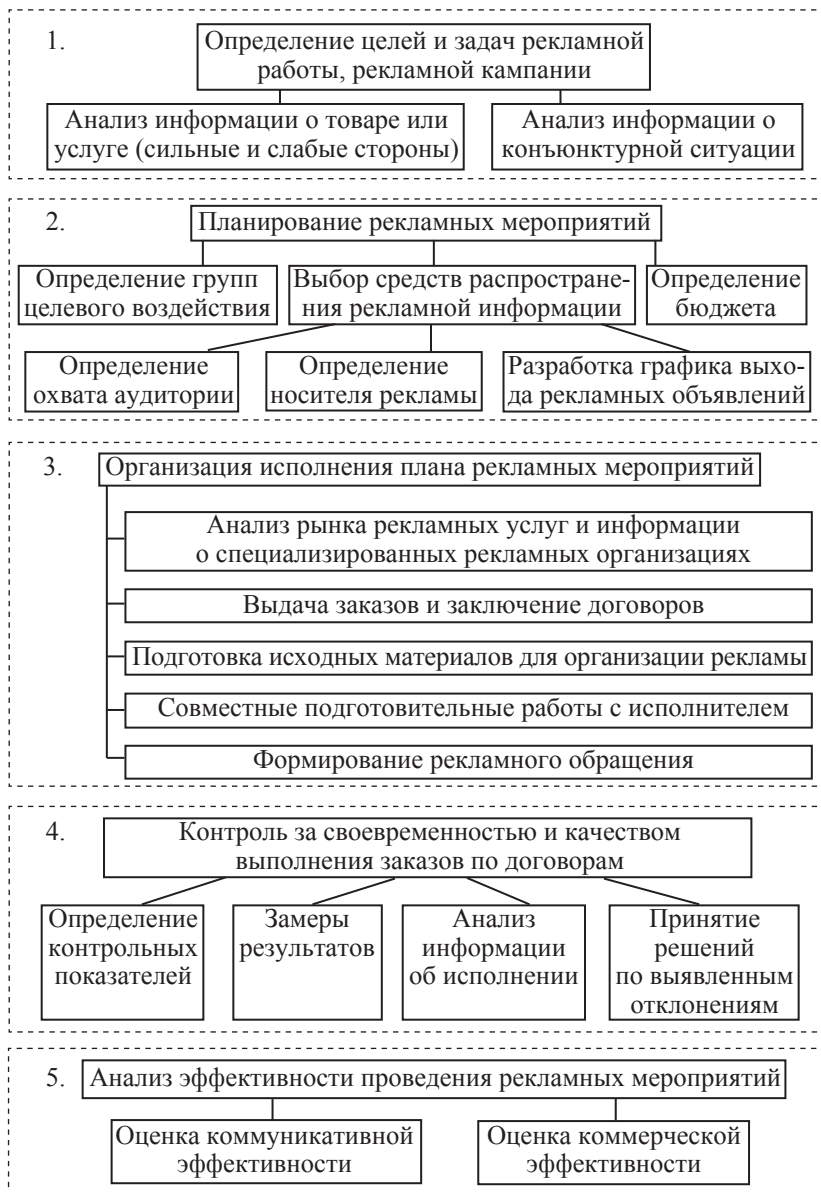 1. Определение целей и задач рекламной
работы, рекламной кампании
Анализ информации о товаре или
услуге (сильные и слабые стороны)
Анализ информации о
конъюнктурной ситуации
2. Планирование рекламных мероприятий
Определение групп
целевого воздействия
Выбор средств распростране-
ния рекламной информации
Определение
бюджета
Определение
охвата аудитории
Определение
носителя рекламы
Разработка графика выхо-
да рекламных объявлений
3. Организация исполнения плана рекламных мероприятий
Анализ рынка рекламных услуг и информации
о специализированных рекламных организациях
Выдача заказов и заключение договоров
Подготовка исходных материалов для организации рекламы
Совместные подготовительные работы с исполнителем
Формирование рекламного обращения
4. Контроль за своевременностью и качеством
выполнения заказов по договорам
Определение
контрольных
показателей
Замеры
результатов
Анализ
информации
об исполнении
Принятие
решений
по выявленным
отклонениям
5. Анализ эффективности проведения рекламных мероприятий
Оценка коммуникативной
эффективности
Оценка коммерческой
эффективности